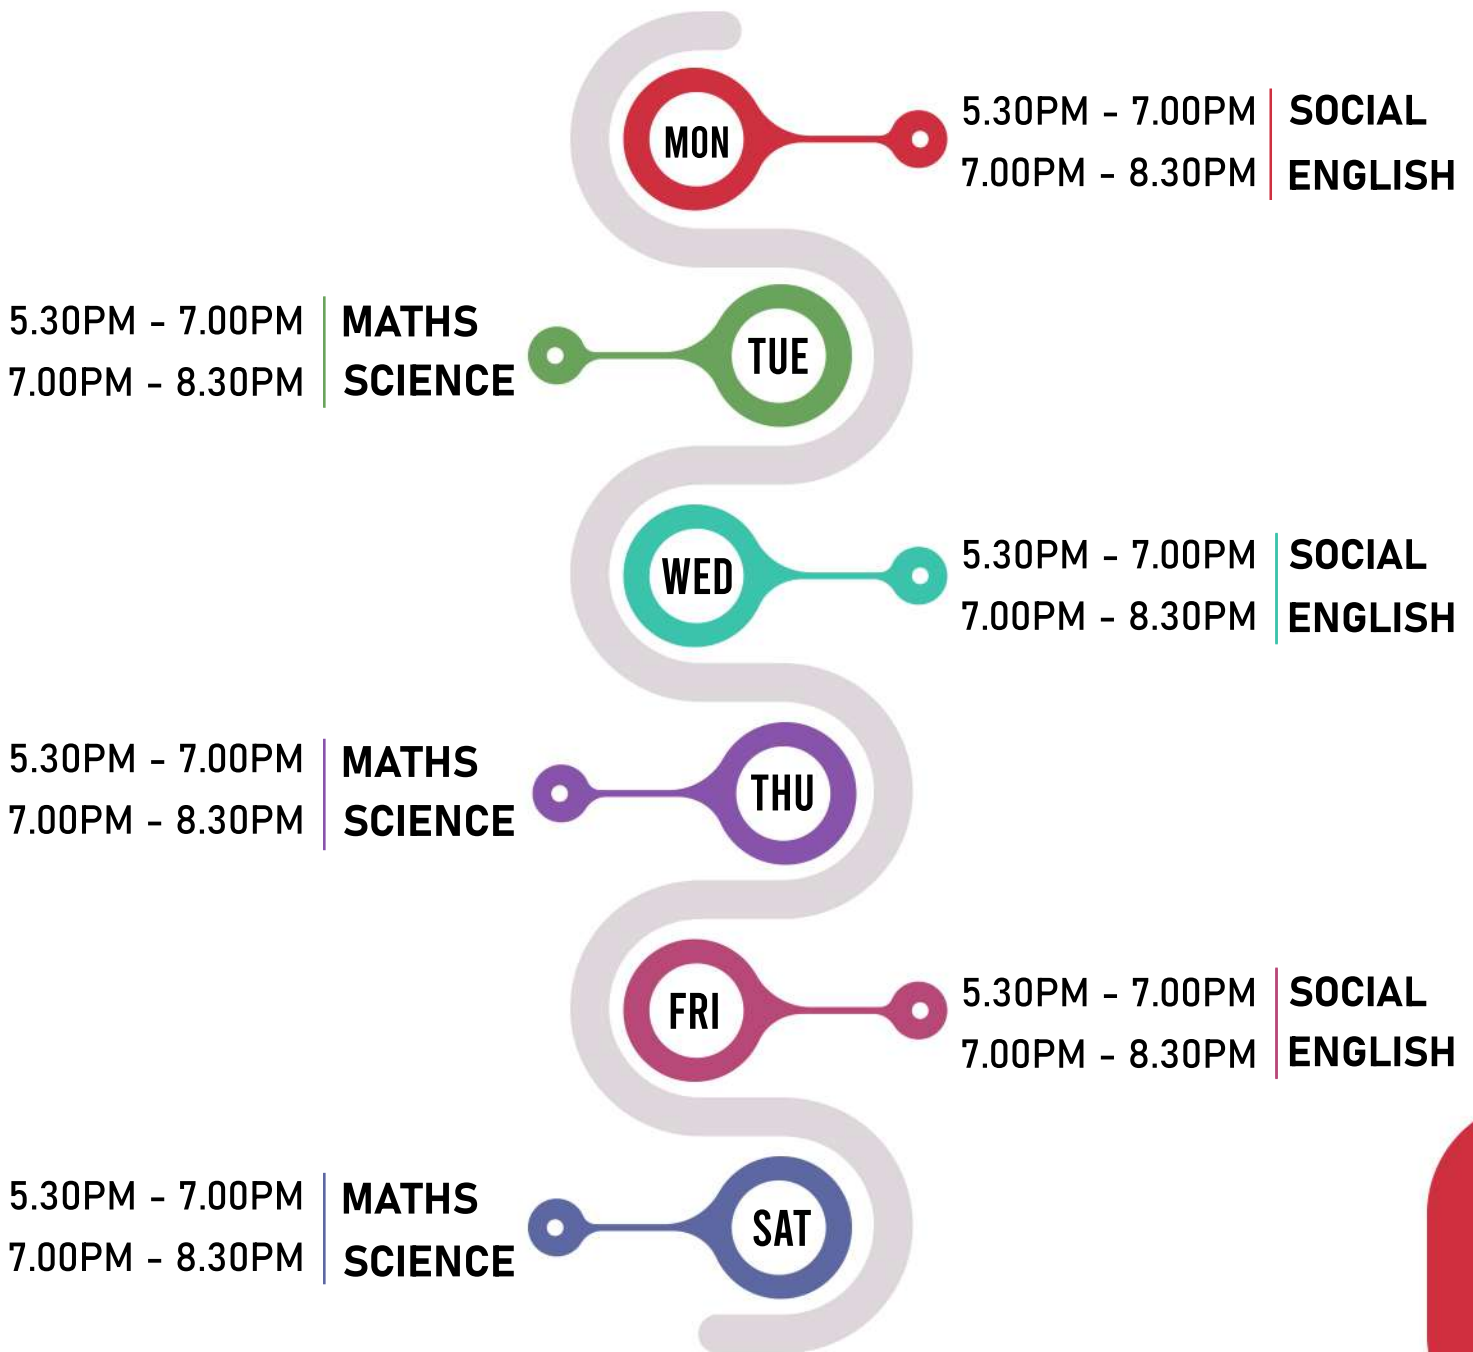 MON
5.30PM - 7.00PM SOCIAL
7.00PM - 8.30PM ENGLISH
5.30PM - 7.00PM MATHS
7.00PM - 8.30PM SCIENCE
TUE
WED
5.30PM - 7.00PM SOCIAL
7.00PM - 8.30PM ENGLISH
5.30PM - 7.00PM MATHS
7.00PM - 8.30PM SCIENCE
THU
FRI
5.30PM - 7.00PM SOCIAL
7.00PM - 8.30PM ENGLISH
5.30PM - 7.00PM MATHS
7.00PM - 8.30PM SCIENCE
SAT